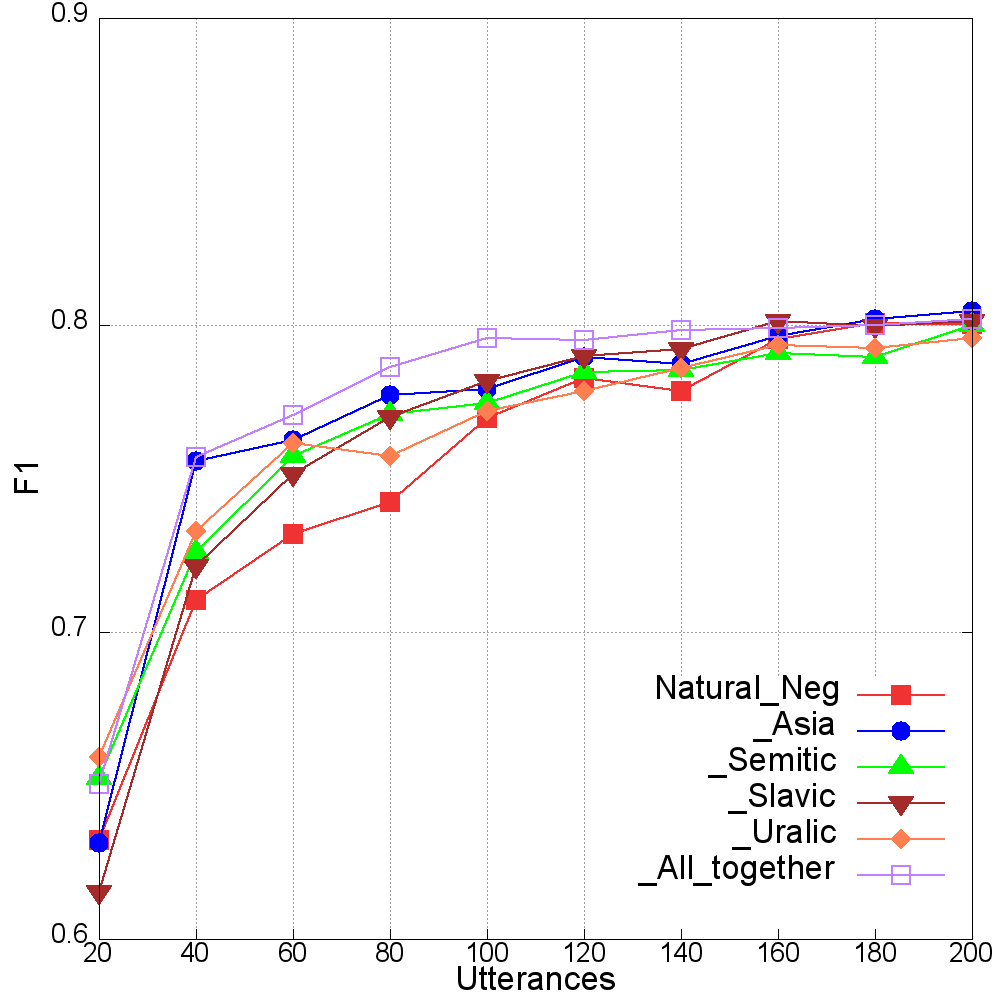 0.9
0.8
F1
0.7
Natural_Neg
_Asia
_Semitic
_Slavic
_Uralic
_All_together
0.6
20 40 60 80 100 120 140 160 180 200
Utterances